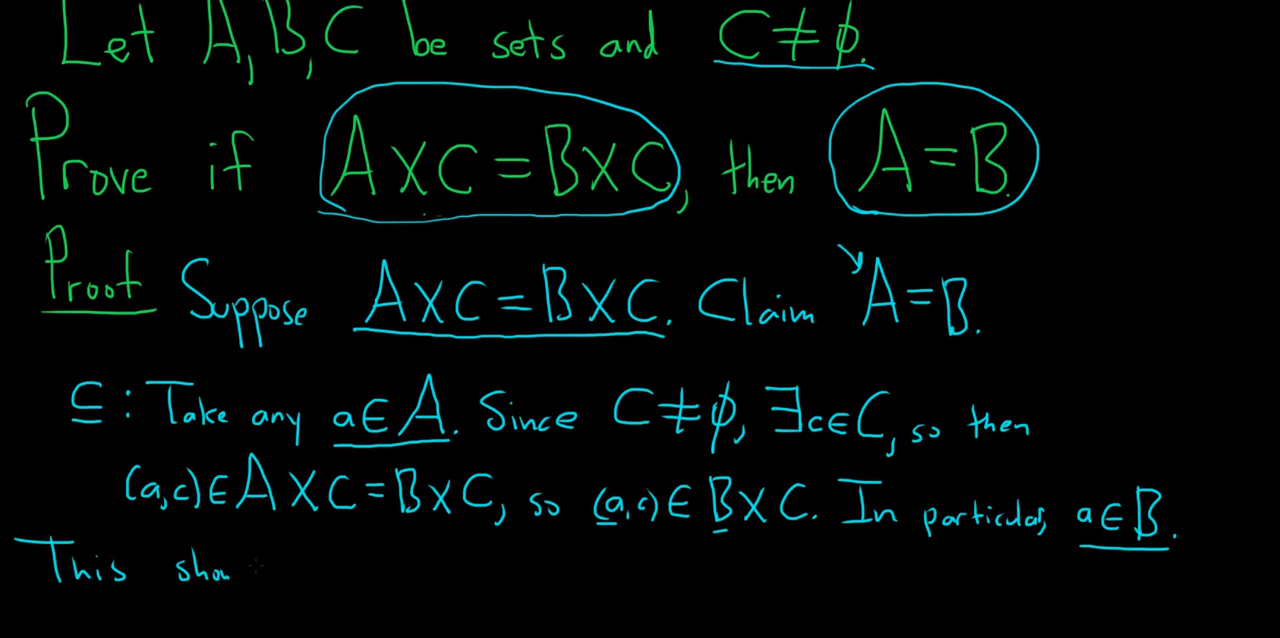 Let A, B, C be sets and C ≠ ϕ.
Prove if A X C = B X C, then A = B.
Proof Suppose A X C = B X C. Claim A = B.
⊆ : Take any a ∈ A. Since C ≠ ϕ, ∃ c ∈ C, so then
(a,c) ∈ A X C = B X C, so (a,c) ∈ B X C. In particular, a ∈ B.
This show